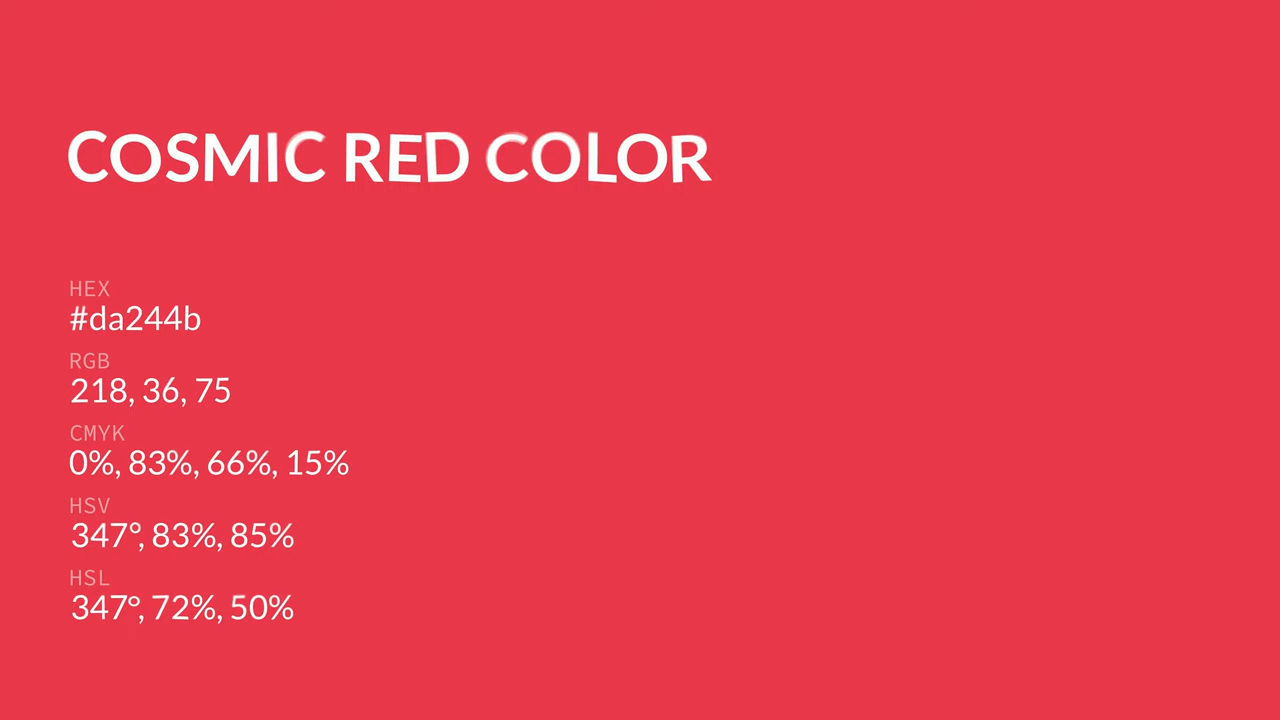 COSMIC RED COLOR
HEX
#da244b
RGB
218, 36, 75
CMYK
0%, 83%, 66%, 15%
HSV
347°, 83%, 85%
HSL
347°, 72%, 50%